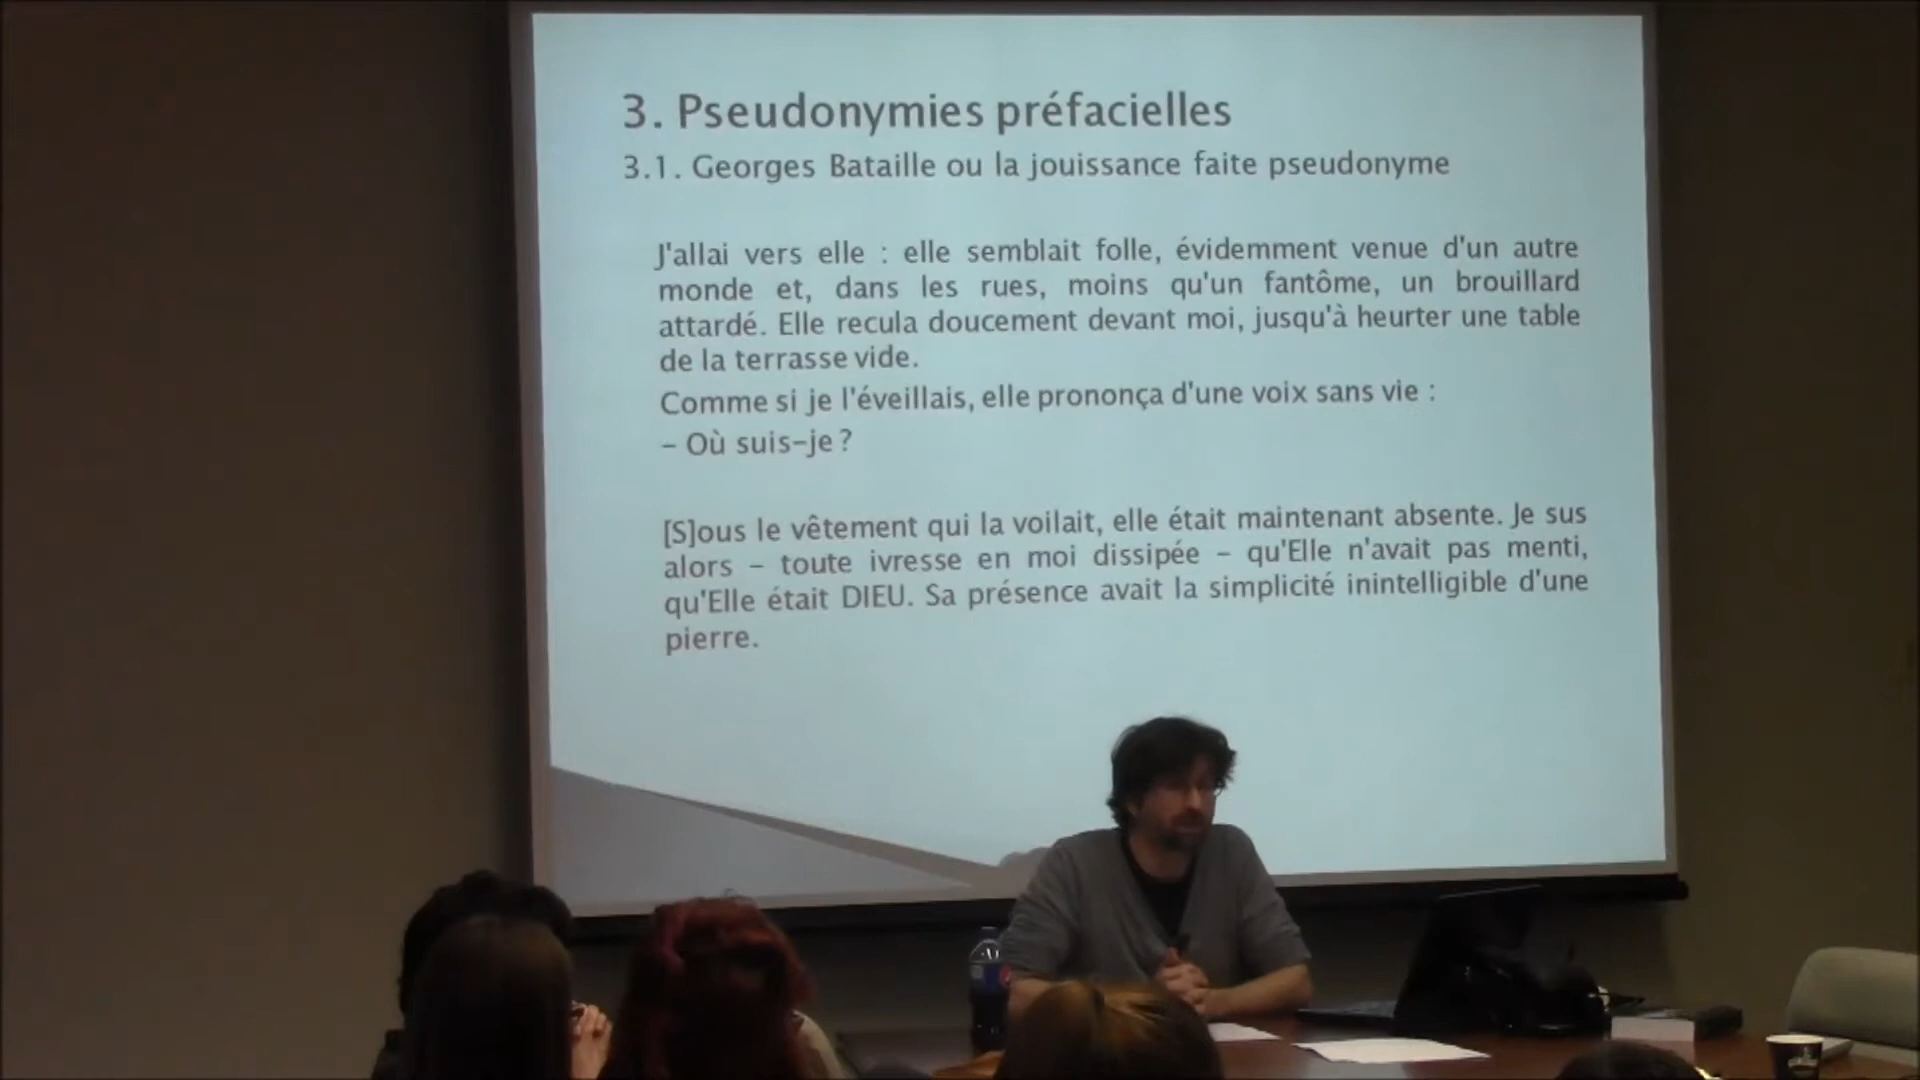 3. Pseudonymies préfacielles
3.1. Georges Bataille ou la jouissance faite pseudonyme
J'allai vers elle : elle semblait folle, évidemment venue d'un autre
monde et, dans les rues, moins qu'un fantôme, un brouillard
attardé. Elle recula doucement devant moi, jusqu'à heurter une table
de la terrasse vide.
Comme si je l'éveillais, elle prononça d'une voix sans vie :
– Où suis-je ?
[S]ous le vêtement qui la voilait, elle était maintenant absente. Je sus
alors – toute ivresse en moi dissipée – qu'Elle n'avait pas menti,
qu'Elle était DIEU. Sa présence avait la simplicité inintelligible d'une
pierre.